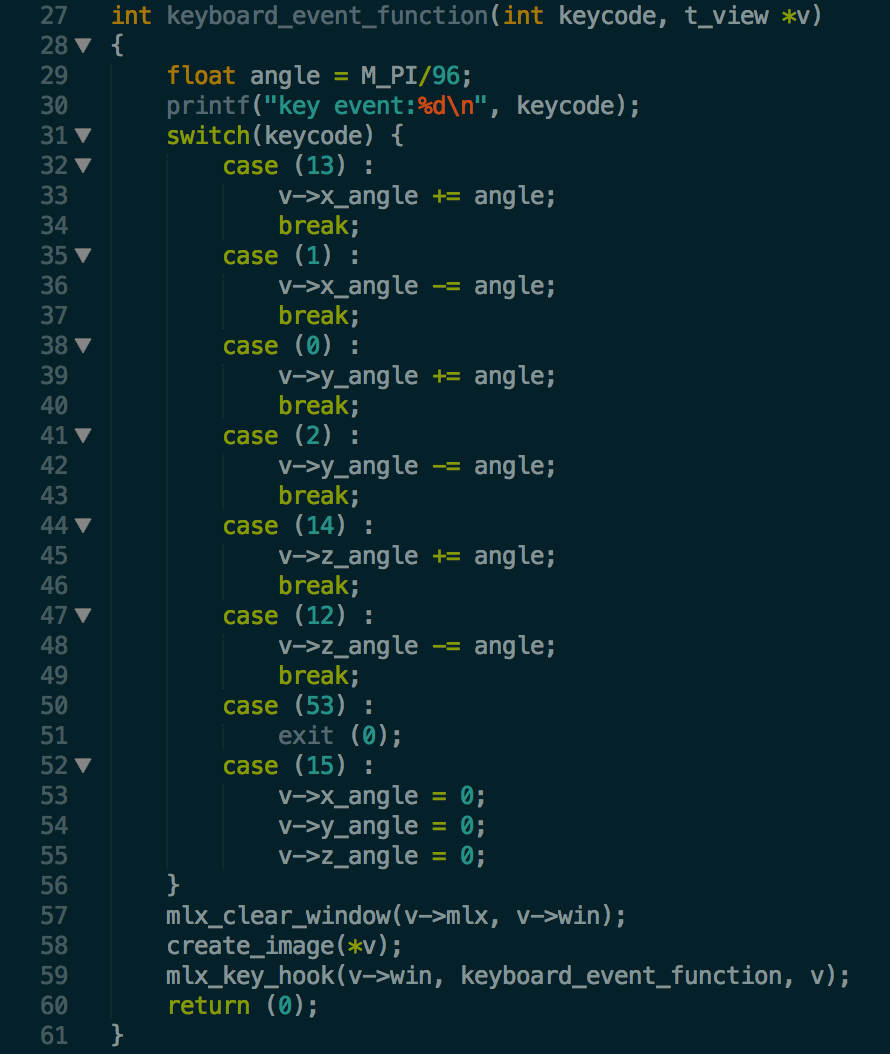 27 int keyboard_event_function(int keycode, t_view *v)
28 {
29     float angle = M_PI/96;
30     printf("key event:%d\n", keycode);
31     switch(keycode) {
32         case (13) :
33             v->x_angle += angle;
34             break;
35         case (1) :
36             v->x_angle -= angle;
37             break;
38         case (0) :
39             v->y_angle += angle;
40             break;
41         case (2) :
42             v->y_angle -= angle;
43             break;
44         case (14) :
45             v->z_angle += angle;
46             break;
47         case (12) :
48             v->z_angle -= angle;
49             break;
50         case (53) :
51             exit (0);
52         case (15) :
53             v->x_angle = 0;
54             v->y_angle = 0;
55             v->z_angle = 0;
56     }
57     mlx_clear_window(v->mlx, v->win);
58     create_image(*v);
59     mlx_key_hook(v->win, keyboard_event_function, v);
60     return (0);
61 }